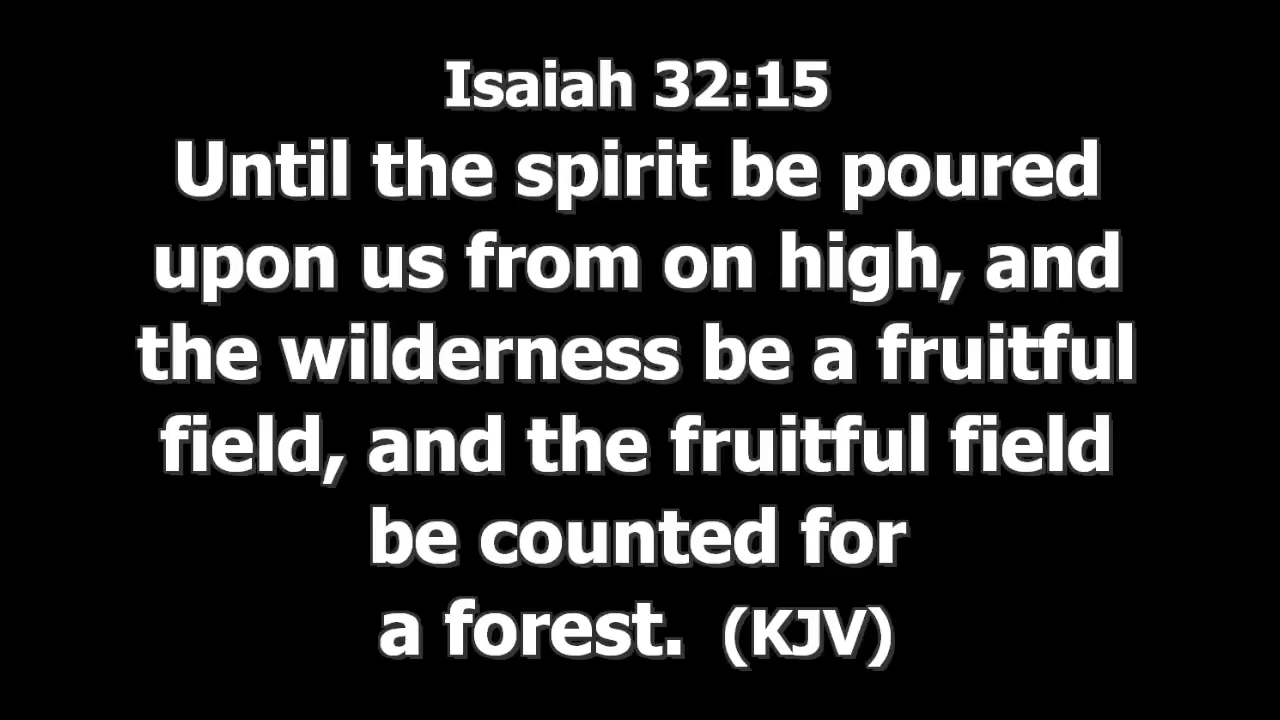 Isaiah 32:15
Until the spirit be poured
upon us from on high, and
the wilderness be a fruitful
field, and the fruitful field
be counted for
a forest. (KJV)